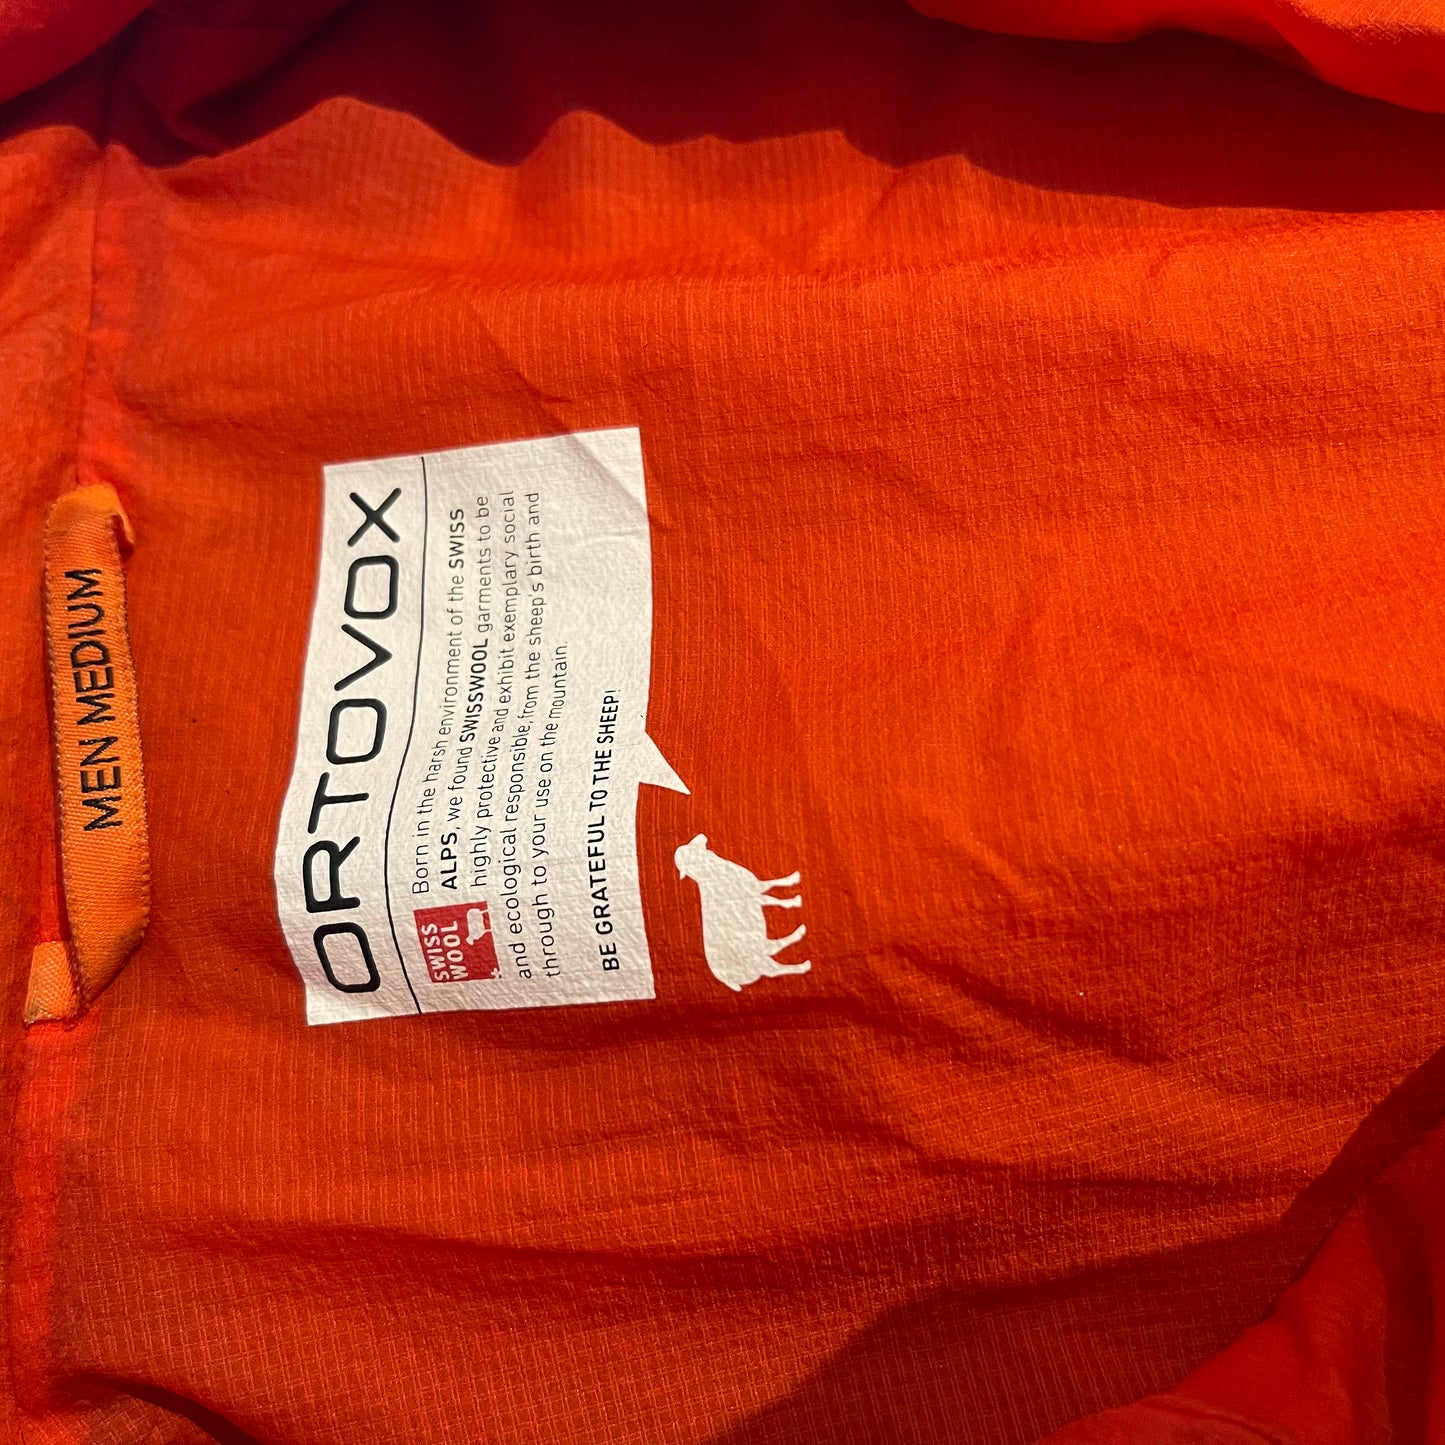 MEN MEDIUM
ORTOVOX
SWISS
WOOL
Born in the harsh environment of the SWISS
ALPS, we found SWISSWOOL garments to be
highly protective and exhibit exemplary social
and ecological responsible, from the sheep's birth and
through to your use on the mountain.
BE GRATEFUL TO THE SHEEP!